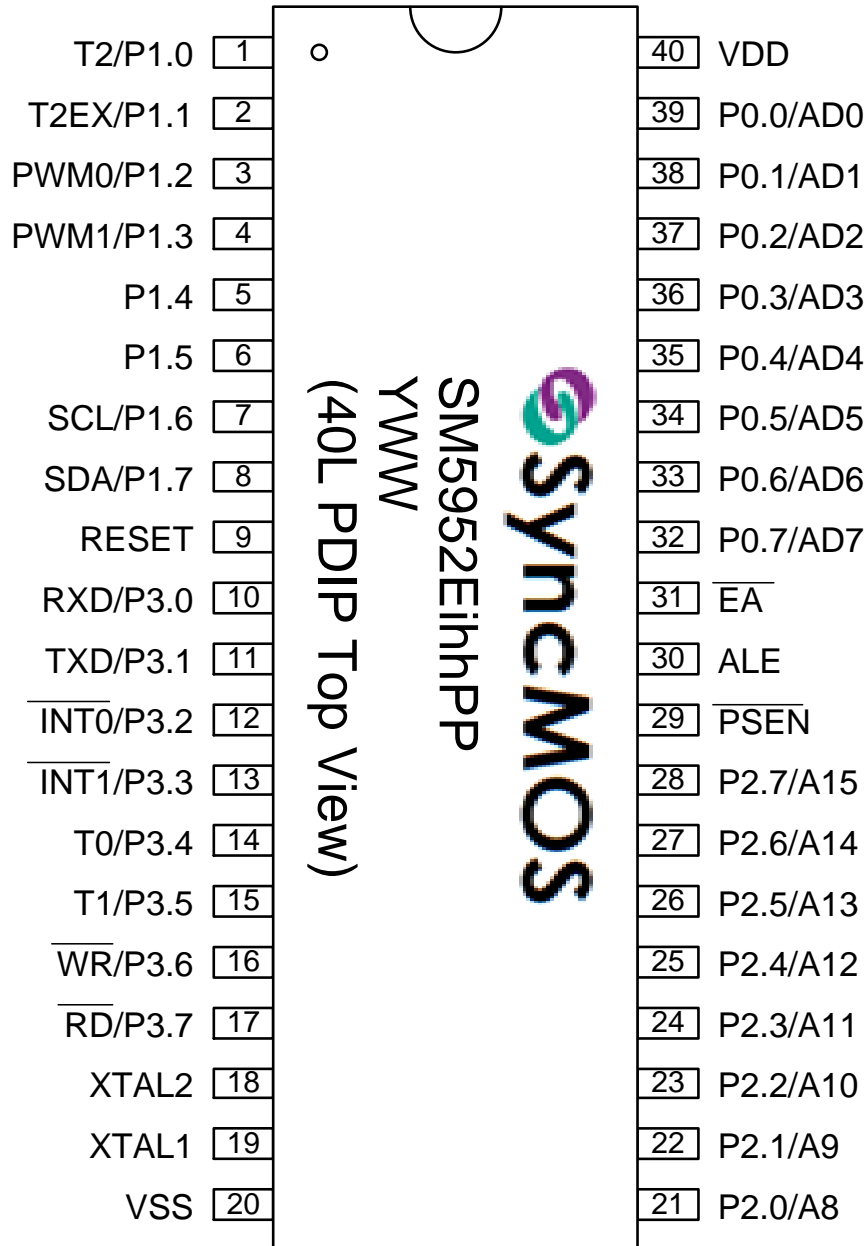 T2/P1.0 1 40 VDD
T2EX/P1.1 2 39 P0.0/AD0
PWM0/P1.2 3 38 P0.1/AD1
PWM1/P1.3 4 37 P0.2/AD2
P1.4 5 36 P0.3/AD3
P1.5 6 35 P0.4/AD4
SCL/P1.6 7 34 P0.5/AD5
SDA/P1.7 8 33 P0.6/AD6
RESET 9 32 P0.7/AD7
RXD/P3.0 10 31 E̅A̅
TXD/P3.1 11 30 ALE
I̅N̅T̅0̅/P3.2 12 29 P̅S̅E̅N̅
I̅N̅T̅1̅/P3.3 13 28 P2.7/A15
T0/P3.4 14 27 P2.6/A14
T1/P3.5 15 26 P2.5/A13
W̅R̅/P3.6 16 25 P2.4/A12
R̅D̅/P3.7 17 24 P2.3/A11
XTAL2 18 23 P2.2/A10
XTAL1 19 22 P2.1/A9
VSS 20 21 P2.0/A8
SyncMOS
SM5952EihhPP
YWW
(40L PDIP Top View)